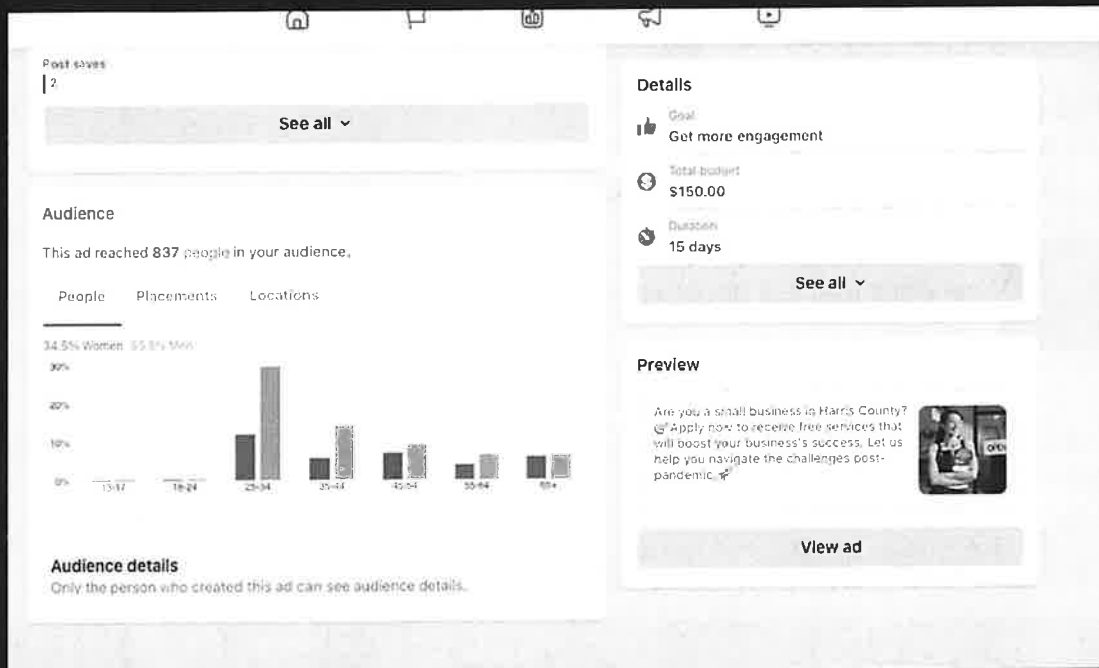 Post saves
2
See all
Audience
This ad reached 837 people in your audience.
People Placements Locations
34.5% Women 65.5% Men
30%
20%
10%
0%
13-17 18-24 25-34 35-44 45-54 55-64 65+
Audience details
Only the person who created this ad can see audience details.
Details
Goal
Get more engagement
Total budget
$150.00
Duration
15 days
See all
Preview
Are you a small business in Harris County?
Apply now to receive free services that
will boost your business's success. Let us
help you navigate the challenges post-
pandemic.
OPEN
View ad